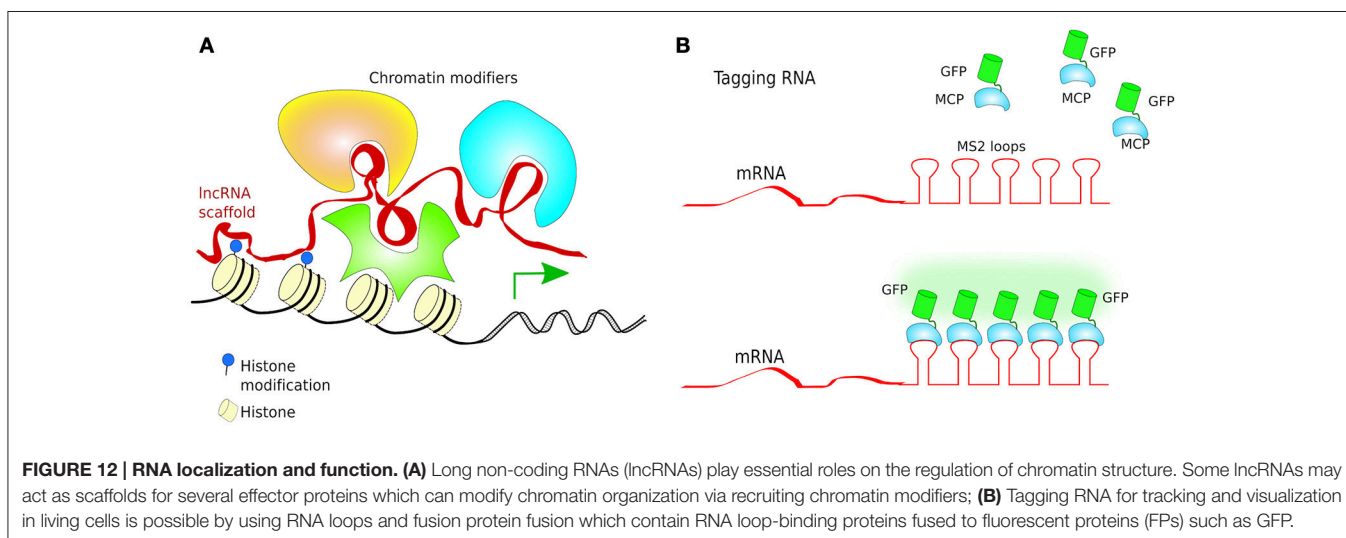 A
Chromatin modifiers
lncRNA
scaffold
Histone
modification
Histone
B
Tagging RNA
GFP
MCP
GFP
MCP
GFP
MCP
MS2 loops
mRNA
GFP
GFP
mRNA
FIGURE 12 | RNA localization and function. (A) Long non-coding RNAs (lncRNAs) play essential roles on the regulation of chromatin structure. Some lncRNAs may
act as scaffolds for several effector proteins which can modify chromatin organization via recruiting chromatin modifiers; (B) Tagging RNA for tracking and visualization
in living cells is possible by using RNA loops and fusion protein fusion which contain RNA loop-binding proteins fused to fluorescent proteins (FPs) such as GFP.